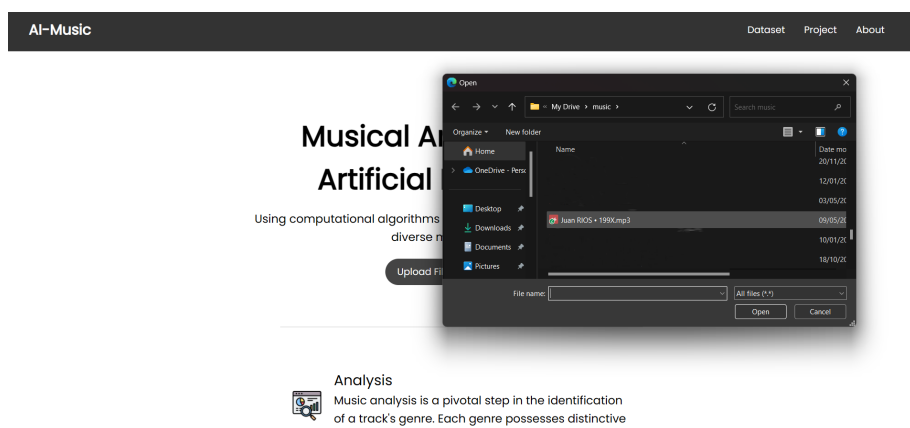 AI-Music
Dataset Project About
Open
My Drive > music >
Search music
Organize New folder
Home
Name
Date mo
20/11/20
OneDrive - Perso
12/01/20
03/05/20
Desktop
Juan RIOS • 199X.mp3
09/05/20
Downloads
10/01/20
Documents
18/10/20
Pictures
File name:
All files (*.*)
Open Cancel
Musical A
Artificial
Using computational algorithms
diverse
Upload Fil
Analysis
Music analysis is a pivotal step in the identification
of a track's genre. Each genre possesses distinctive